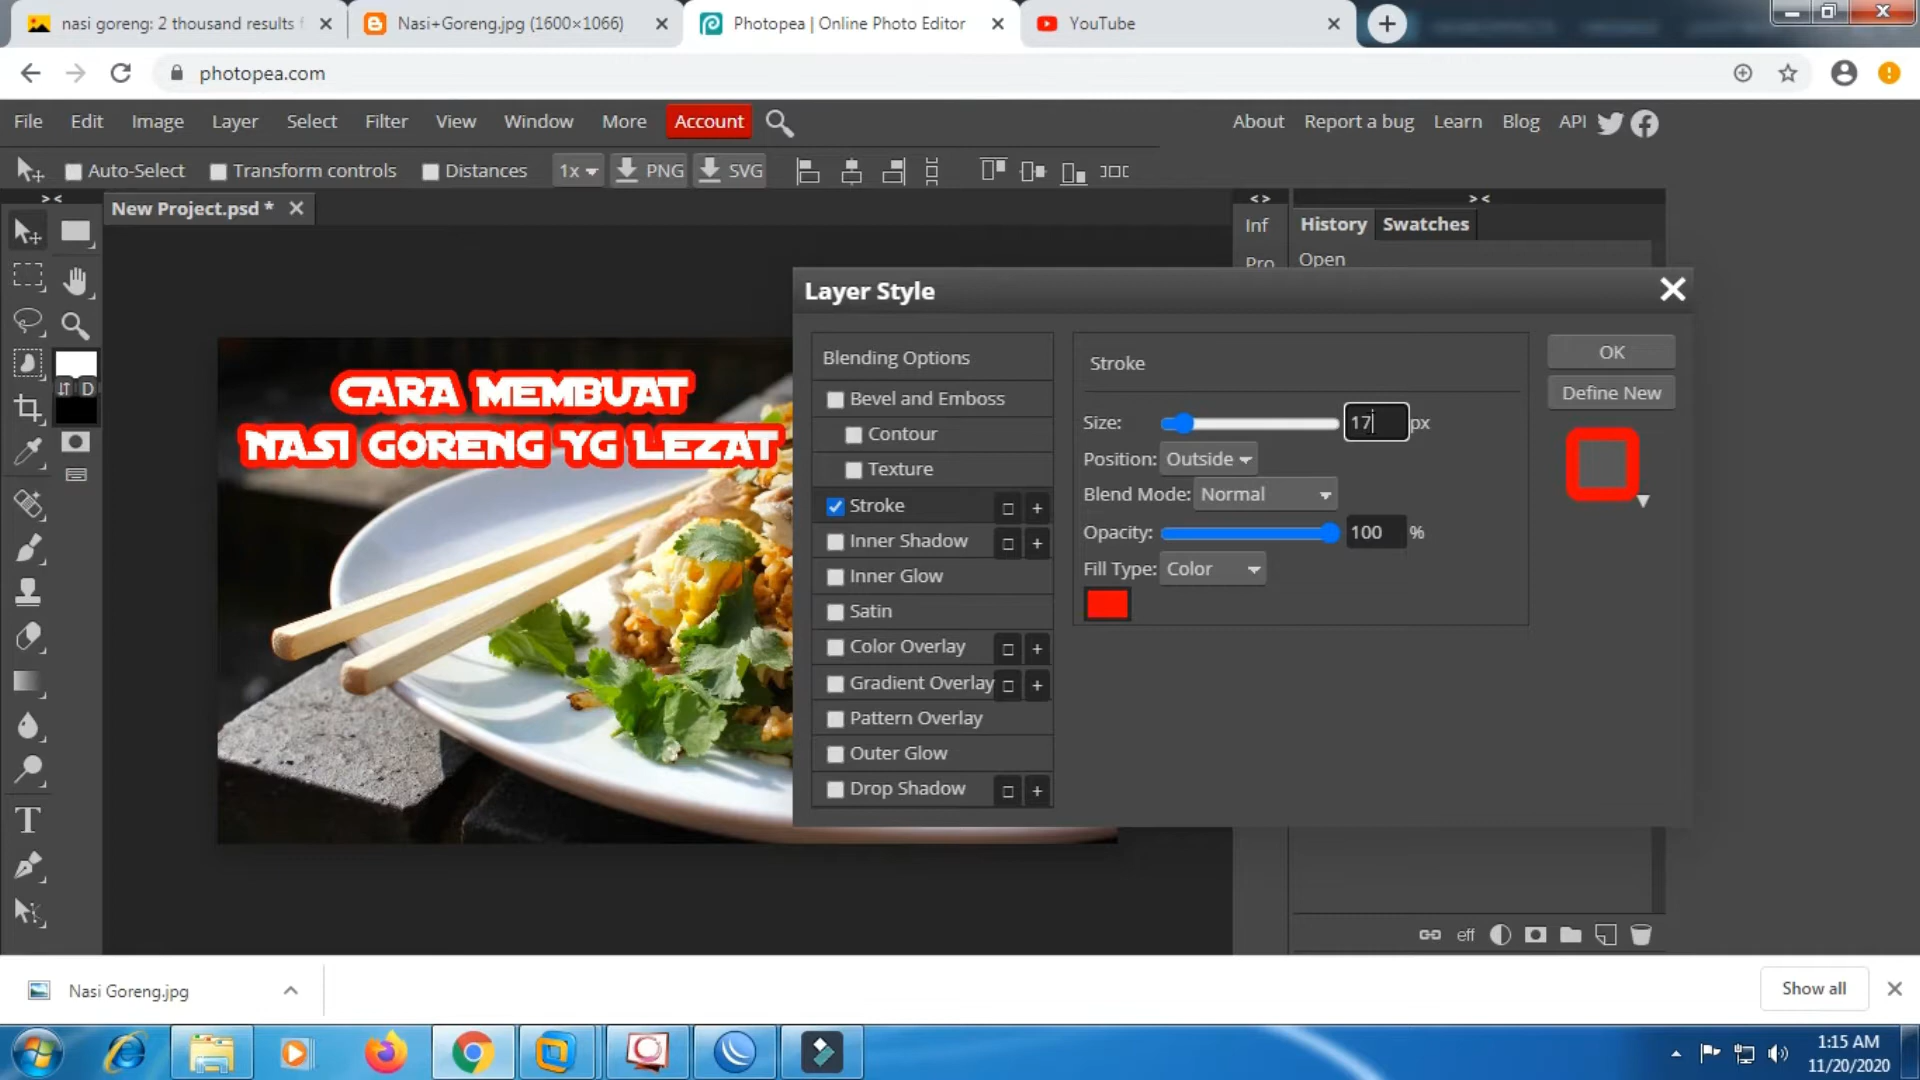 nasi goreng: 2 thousand results f
Nasi+Goreng.jpg (1600×1066)
Photopea | Online Photo Editor
YouTube
photopea.com
File Edit Image Layer Select Filter View Window More Account
About Report a bug Learn Blog API
Auto-Select Transform controls Distances 1x PNG SVG
New Project.psd *
Inf
Pro
History Swatches
Open
D
CARA MEMBUAT
NASI GORENG YG LEZAT
Layer Style
Blending Options
Bevel and Emboss
Contour
Texture
Stroke +
Inner Shadow +
Inner Glow
Satin
Color Overlay +
Gradient Overlay +
Pattern Overlay
Outer Glow
Drop Shadow +
Stroke
Size: 17 px
Position: Outside
Blend Mode: Normal
Opacity: 100 %
Fill Type: Color
OK
Define New
eff
Nasi Goreng.jpg
Show all
1:15 AM
11/20/2020